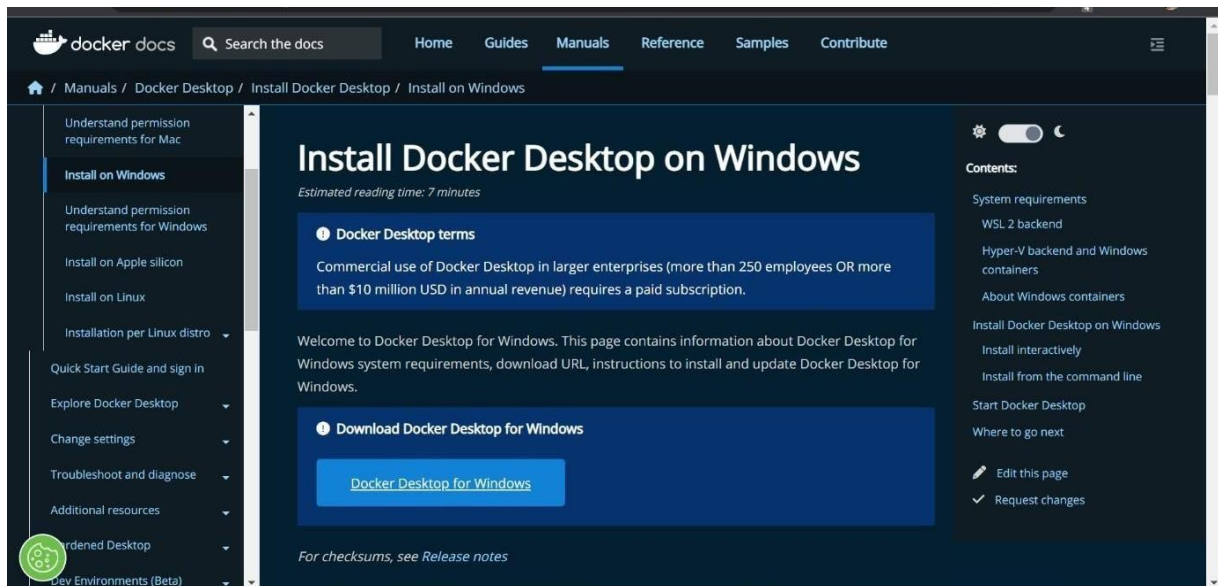 docker docs
Search the docs
Home Guides Manuals Reference Samples Contribute
/ Manuals / Docker Desktop / Install Docker Desktop / Install on Windows
Understand permission
requirements for Mac
Install on Windows
Understand permission
requirements for Windows
Install on Apple silicon
Install on Linux
Installation per Linux distro
Quick Start Guide and sign in
Explore Docker Desktop
Change settings
Troubleshoot and diagnose
Additional resources
Desktop
Dev Environments (Beta)
Install Docker Desktop on Windows
Estimated reading time: 7 minutes
Docker Desktop terms
Commercial use of Docker Desktop in larger enterprises (more than 250 employees OR more
than $10 million USD in annual revenue) requires a paid subscription.
Welcome to Docker Desktop for Windows. This page contains information about Docker Desktop for
Windows system requirements, download URL, instructions to install and update Docker Desktop for
Windows.
Download Docker Desktop for Windows
Docker Desktop for Windows
For checksums, see Release notes
Contents:
System requirements
WSL 2 backend
Hyper-V backend and Windows
containers
About Windows containers
Install Docker Desktop on Windows
Install interactively
Install from the command line
Start Docker Desktop
Where to go next
Edit this page
Request changes